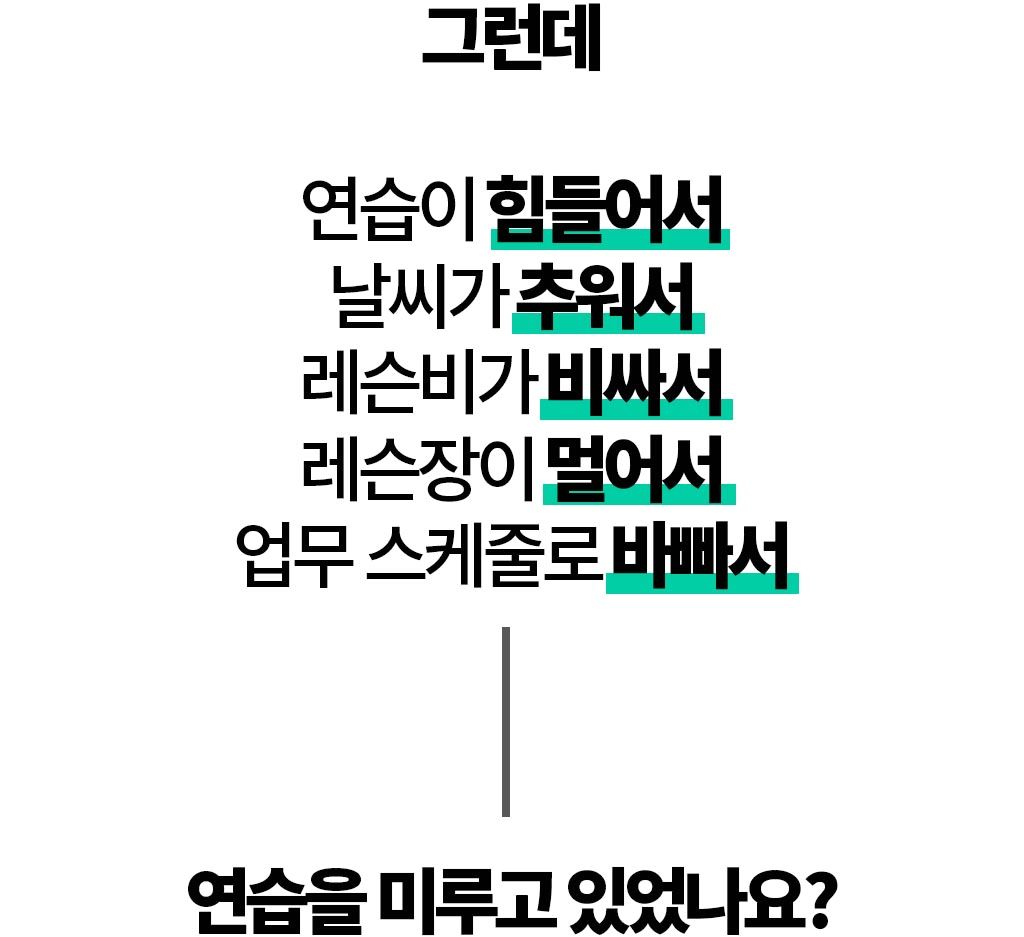 그런데
연습이 힘들어서
날씨가 추워서
레슨비가 비싸서
레슨장이 멀어서
업무 스케줄로 바빠서
연습을 미루고 있었나요?